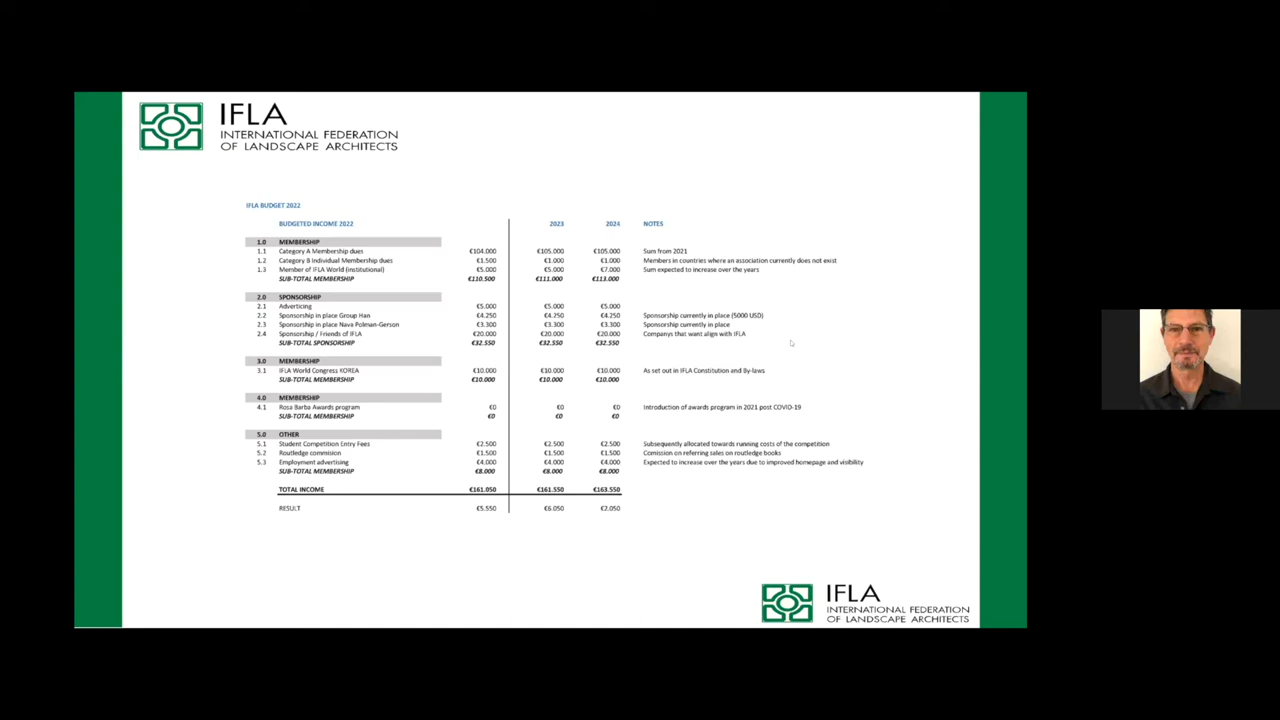 IFLA
INTERNATIONAL FEDERATION
OF LANDSCAPE ARCHITECTS
IFLA BUDGET 2022
BUDGETED INCOME 2022 2023 2024 NOTES
1.0 MEMBERSHIP
1.1 Category A Membership dues €104.000 €105.000 €105.000 Sum from 2021
1.2 Category B Individual Membership dues €1.500 €1.000 €1.000 Members in countries where an association currently does not exist
1.3 Member of IFLA World (institutional) €5.000 €5.000 €7.000 Sum expected to increase over the years
SUB-TOTAL MEMBERSHIP €110.500 €111.000 €113.000
2.0 SPONSORSHIP
2.1 Adverticing €5.000 €5.000 €5.000
2.2 Sponsorship in place Group Han €4.250 €4.250 €4.250 Sponsorship currently in place (5000 USD)
2.3 Sponsorship in place Nava Polman-Gerson €3.300 €3.300 €3.300 Sponsorship currently in place
2.4 Sponsorship / Friends of IFLA €20.000 €20.000 €20.000 Companys that want align with IFLA
SUB-TOTAL SPONSORSHIP €32.550 €32.550 €32.550
3.0 MEMBERSHIP
3.1 IFLA World Congress KOREA €10.000 €10.000 €10.000 As set out in IFLA Constitution and By-laws
SUB-TOTAL MEMBERSHIP €10.000 €10.000 €10.000
4.0 MEMBERSHIP
4.1 Rosa Barba Awards program €0 €0 €0 Introduction of awards program in 2021 post COVID-19
SUB-TOTAL MEMBERSHIP €0 €0 €0
5.0 OTHER
5.1 Student Competition Entry Fees €2.500 €2.500 €2.500 Subsequently allocated towards running costs of the competition
5.2 Routledge commision €1.500 €1.500 €1.500 Comission on referring sales on routledge books
5.3 Employment advertising €4.000 €4.000 €4.000 Expected to increase over the years due to improved homepage and visibility
SUB-TOTAL MEMBERSHIP €8.000 €8.000 €8.000
TOTAL INCOME €161.050 €161.550 €163.550
RESULT €5.550 €6.050 €2.050
IFLA
INTERNATIONAL FEDERATION
OF LANDSCAPE ARCHITECTS